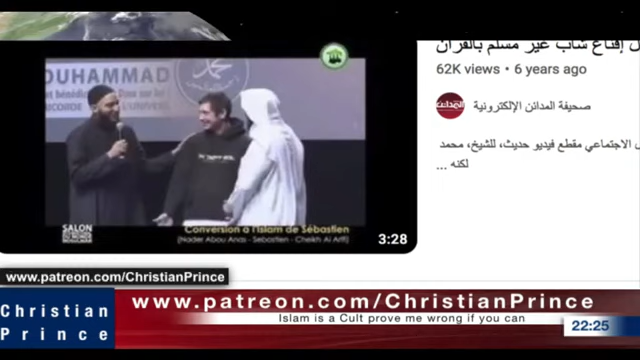 إقناع شاب غير مسلم بالقرآن
62K views • 6 years ago
صحيفة المدائن الإلكترونية
الاجتماعي مقطع فيديو حديث، للشيخ، محمد
لكنه ...
OUHAMMAD
SALON
Conversion à l'Islam de Sébastien
(Nader Abou Anas - Sebastien - Cheikh Al Arifi)
3:28
www.patreon.com/ChristianPrince
www.patreon.com/ChristianPrince
Christian
Prince
Islam is a Cult prove me wrong if you can
22:25